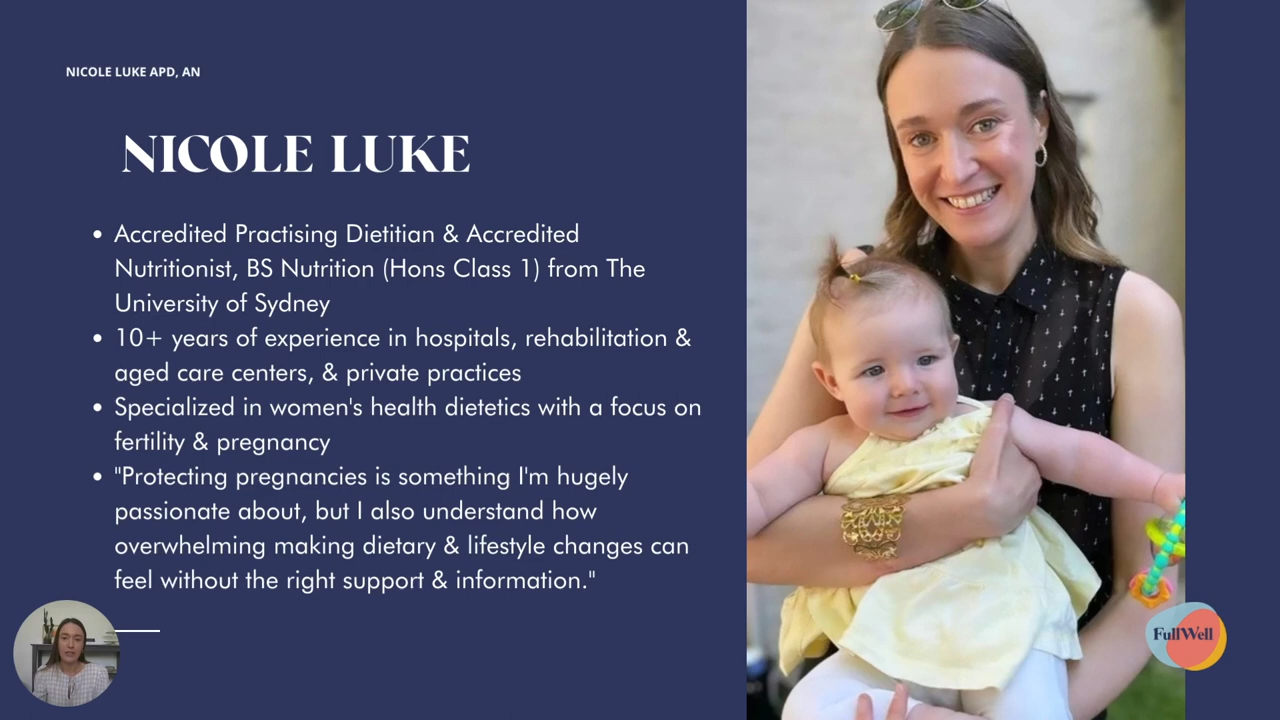 NICOLE LUKE APD, AN
NICOLE LUKE
• Accredited Practising Dietitian & Accredited
Nutritionist, BS Nutrition (Hons Class 1) from The
University of Sydney
• 10+ years of experience in hospitals, rehabilitation &
aged care centers, & private practices
• Specialized in women's health dietetics with a focus on
fertility & pregnancy
• "Protecting pregnancies is something I'm hugely
passionate about, but I also understand how
overwhelming making dietary & lifestyle changes can
feel without the right support & information."
FullWell